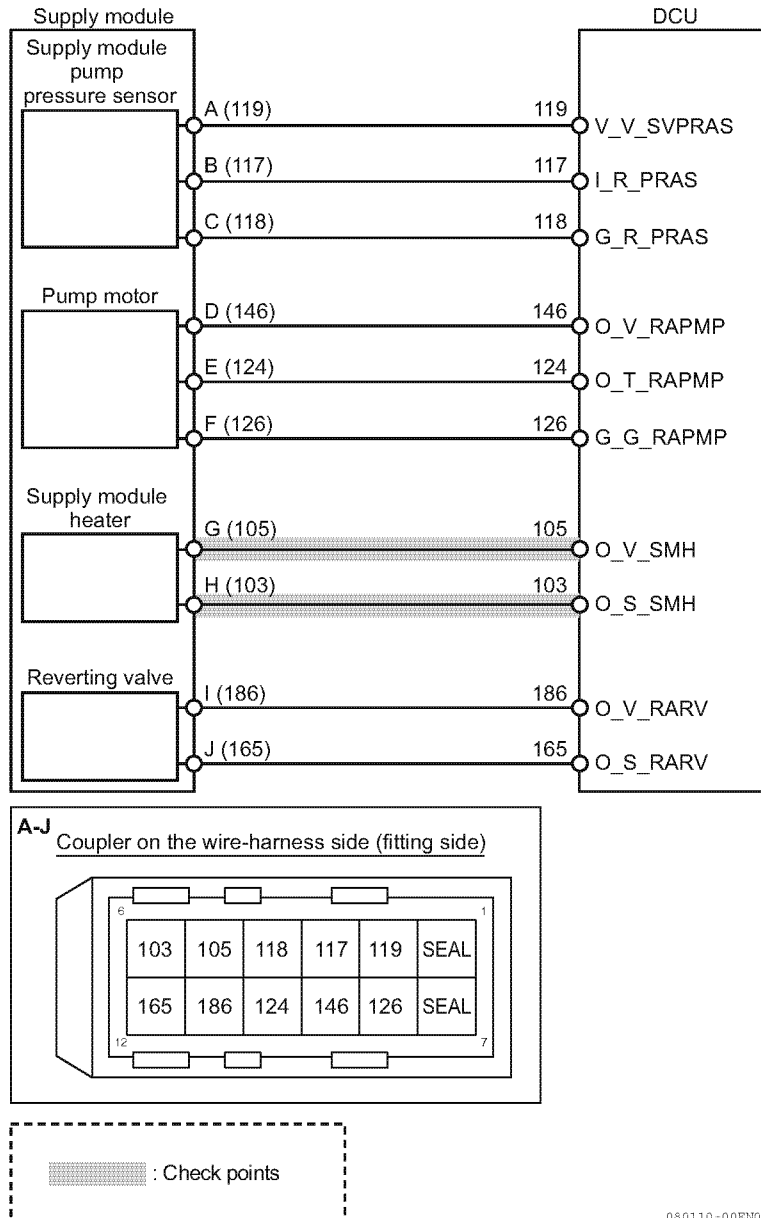 Supply module
DCU
Supply module
pump
pressure sensor
A (119)
119
V_V_SVPRAS
B (117)
117
I_R_PRAS
C (118)
118
G_R_PRAS
Pump motor
D (146)
146
O_V_RAPMP
E (124)
124
O_T_RAPMP
F (126)
126
G_G_RAPMP
Supply module
heater
G (105)
105
O_V_SMH
H (103)
103
O_S_SMH
Reverting valve
I (186)
186
O_V_RARV
J (165)
165
O_S_RARV
A-J
Coupler on the wire-harness side (fitting side)
6
1
103 105 118 117 119 SEAL
165 186 124 146 126 SEAL
12
7
: Check points